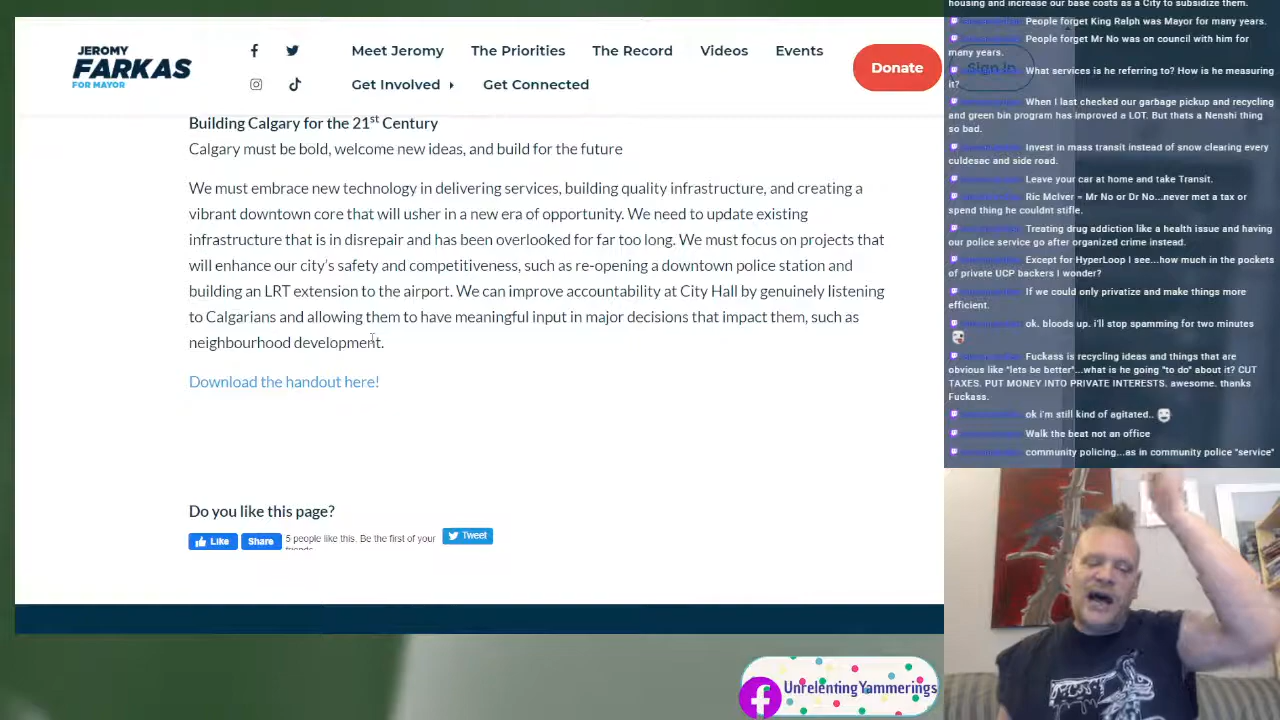 JEROMY
FARKAS
FOR MAYOR
Meet Jeromy
The Priorities
The Record
Videos
Events
Get Involved
Get Connected
Donate
Sign in
Building Calgary for the 21st Century
Calgary must be bold, welcome new ideas, and build for the future
We must embrace new technology in delivering services, building quality infrastructure, and creating a
vibrant downtown core that will usher in a new era of opportunity. We need to update existing
infrastructure that is in disrepair and has been overlooked for far too long. We must focus on projects that
will enhance our city's safety and competitiveness, such as re-opening a downtown police station and
building an LRT extension to the airport. We can improve accountability at City Hall by genuinely listening
to Calgarians and allowing them to have meaningful input in major decisions that impact them, such as
neighbourhood development.
Download the handout here!
Do you like this page?
Like
Share
5 people like this. Be the first of your
friends.
Tweet
housing and increase our base costs as a City to subsidize them.
People forget King Ralph was Mayor for many years.
People forget Mr No was on council with him for
many years.
What services is he referring to? How is he measuring
it?
When I last checked our garbage pickup and recycling
and green bin program has improved a LOT. But thats a Nenshi thing
so bad.
Invest in mass transit instead of snow clearing every
culdesac and side road.
Leave your car at home and take Transit.
Ric McIver = Mr No or Dr No...never met a tax or
spend thing he couldnt stifle.
Treating drug addiction like a health issue and having
our police service go after organized crime instead.
Except for HyperLoop I see...how much in the pockets
of private UCP backers I wonder?
If we could only privatize and make things more
efficient.
ok. bloods up. i'll stop spamming for two minutes
Fuckass is recycling ideas and things that are
obvious like "lets be better"...what is he going "to do" about it? CUT
TAXES. PUT MONEY INTO PRIVATE INTERESTS. awesome. thanks
Fuckass.
ok i'm still kind of agitated..
Walk the beat not an office
community policing...as in community police "service"
UnrelentingYammerings